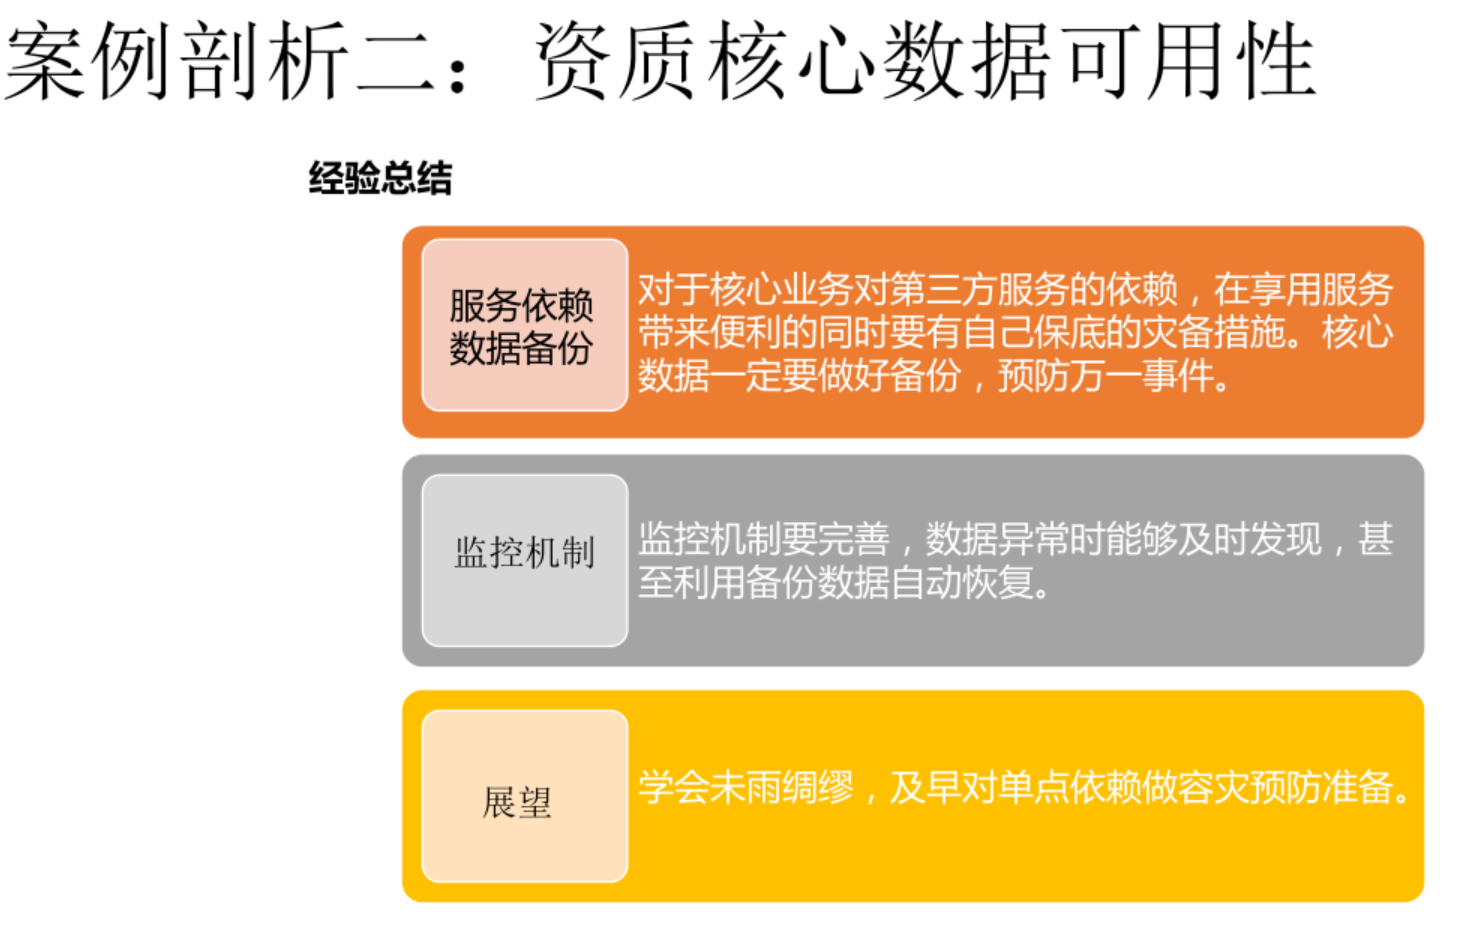 案例剖析二：资质核心数据可用性
经验总结
服务依赖
数据备份
对于核心业务对第三方服务的依赖，在享用服务
带来便利的同时要有自己保底的灾备措施。核心
数据一定要做好备份，预防万一事件。
监控机制
监控机制要完善，数据异常时能够及时发现，甚
至利用备份数据自动恢复。
展望
学会未雨绸缪，及早对单点依赖做容灾预防准备。